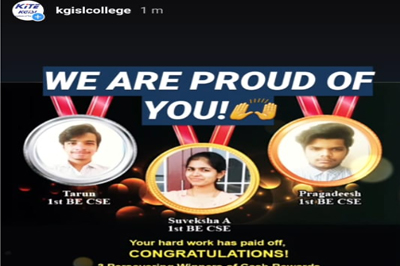 KiTE
KGiSL
kgislcollege 1 m
WE ARE PROUD OF
YOU!🙌
Tarun
1st BE CSE
Suveksha A
1st BE CSE
Pragadeesh
1st BE CSE
Your hard work has paid off,
CONGRATULATIONS!